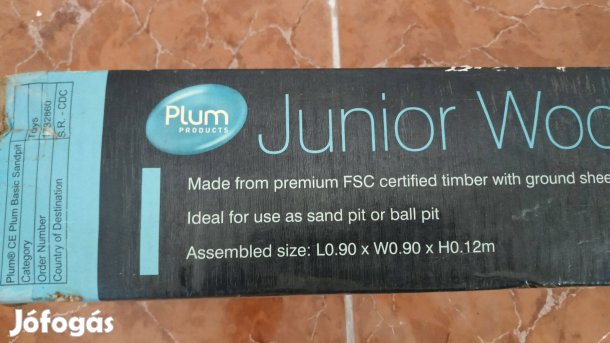 Plum® CE Plum Basic Sandpit
Category Toys
Order Number 1732860
Country of Destination S.R. - CDC
Plum
PRODUCTS
Junior Woo
Made from premium FSC certified timber with ground shee
Ideal for use as sand pit or ball pit
Assembled size: L0.90 x W0.90 x H0.12m
Jófogás